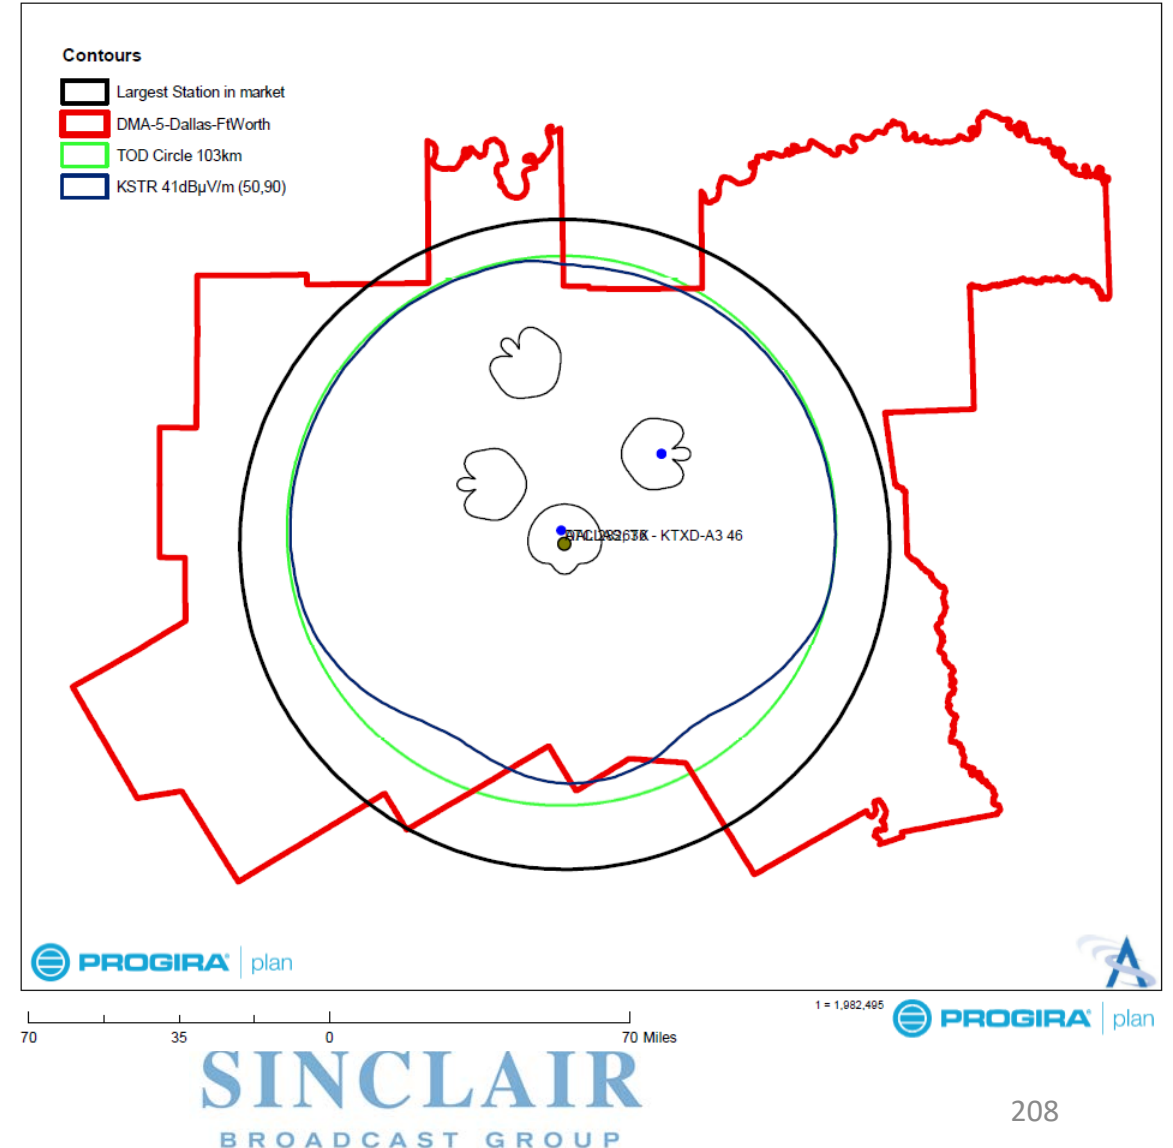 Contours
Largest Station in market
DMA-5-Dallas-FtWorth
TOD Circle 103km
KSTR 41dBµV/m (50,90)
- KTXD-A3 46
PROGIRA® plan
1 = 1,982,495
PROGIRA® plan
70 35 0 70 Miles
SINCLAIR
BROADCAST GROUP
208